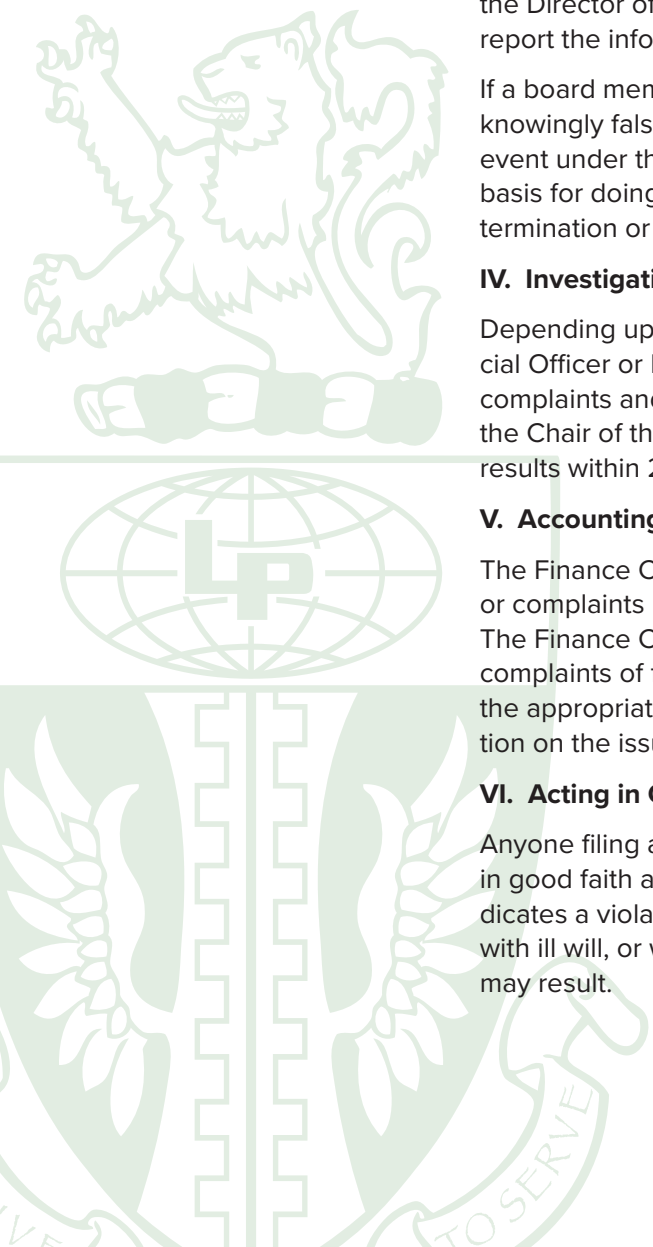 the Director of
report the info
If a board mem
knowingly fals
event under th
basis for doing
termination or
IV. Investigati
Depending up
cial Officer or
complaints and
the Chair of th
results within 2
V. Accounting
The Finance C
or complaints
The Finance C
complaints of t
the appropriat
tion on the issu
VI. Acting in G
Anyone filing a
in good faith a
dicates a viola
with ill will, or w
may result.
LP
IVE
TO SERVE